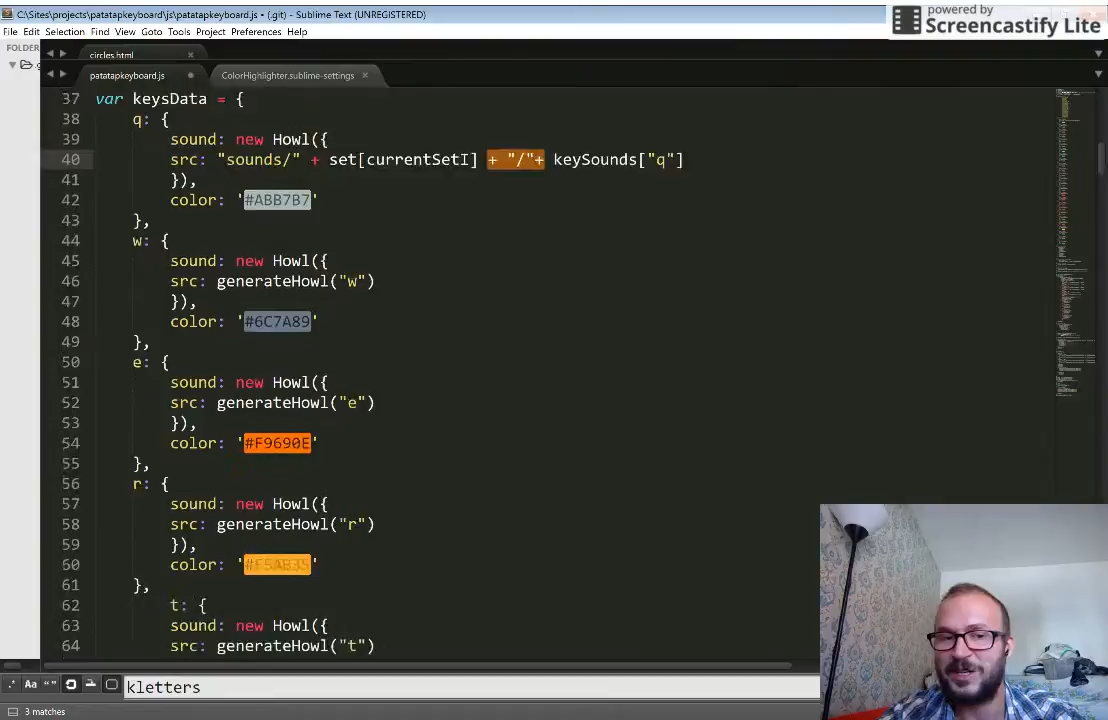 C:\Sites\projects\patatapkeyboard\js\patatapkeyboard.js • (.git) - Sublime Text (UNREGISTERED)
powered by
Screencastify Lite
File Edit Selection Find View Goto Tools Project Preferences Help
FOLDER
circles.html ×
patatapkeyboard.js • ColorHighlighter.sublime-settings ×
37 var keysData = {
38 q: {
39 sound: new Howl({
40 src: "sounds/" + set[currentSetI] + "/"+ keySounds["q"]
41 }),
42 color: '#ABB7B7'
43 },
44 w: {
45 sound: new Howl({
46 src: generateHowl("w")
47 }),
48 color: '#6C7A89'
49 },
50 e: {
51 sound: new Howl({
52 src: generateHowl("e")
53 }),
54 color: '#F9690E'
55 },
56 r: {
57 sound: new Howl({
58 src: generateHowl("r")
59 }),
60 color: '#F5AB35'
61 },
62 t: {
63 sound: new Howl({
64 src: generateHowl("t")
.* Aa “” kletters
3 matches